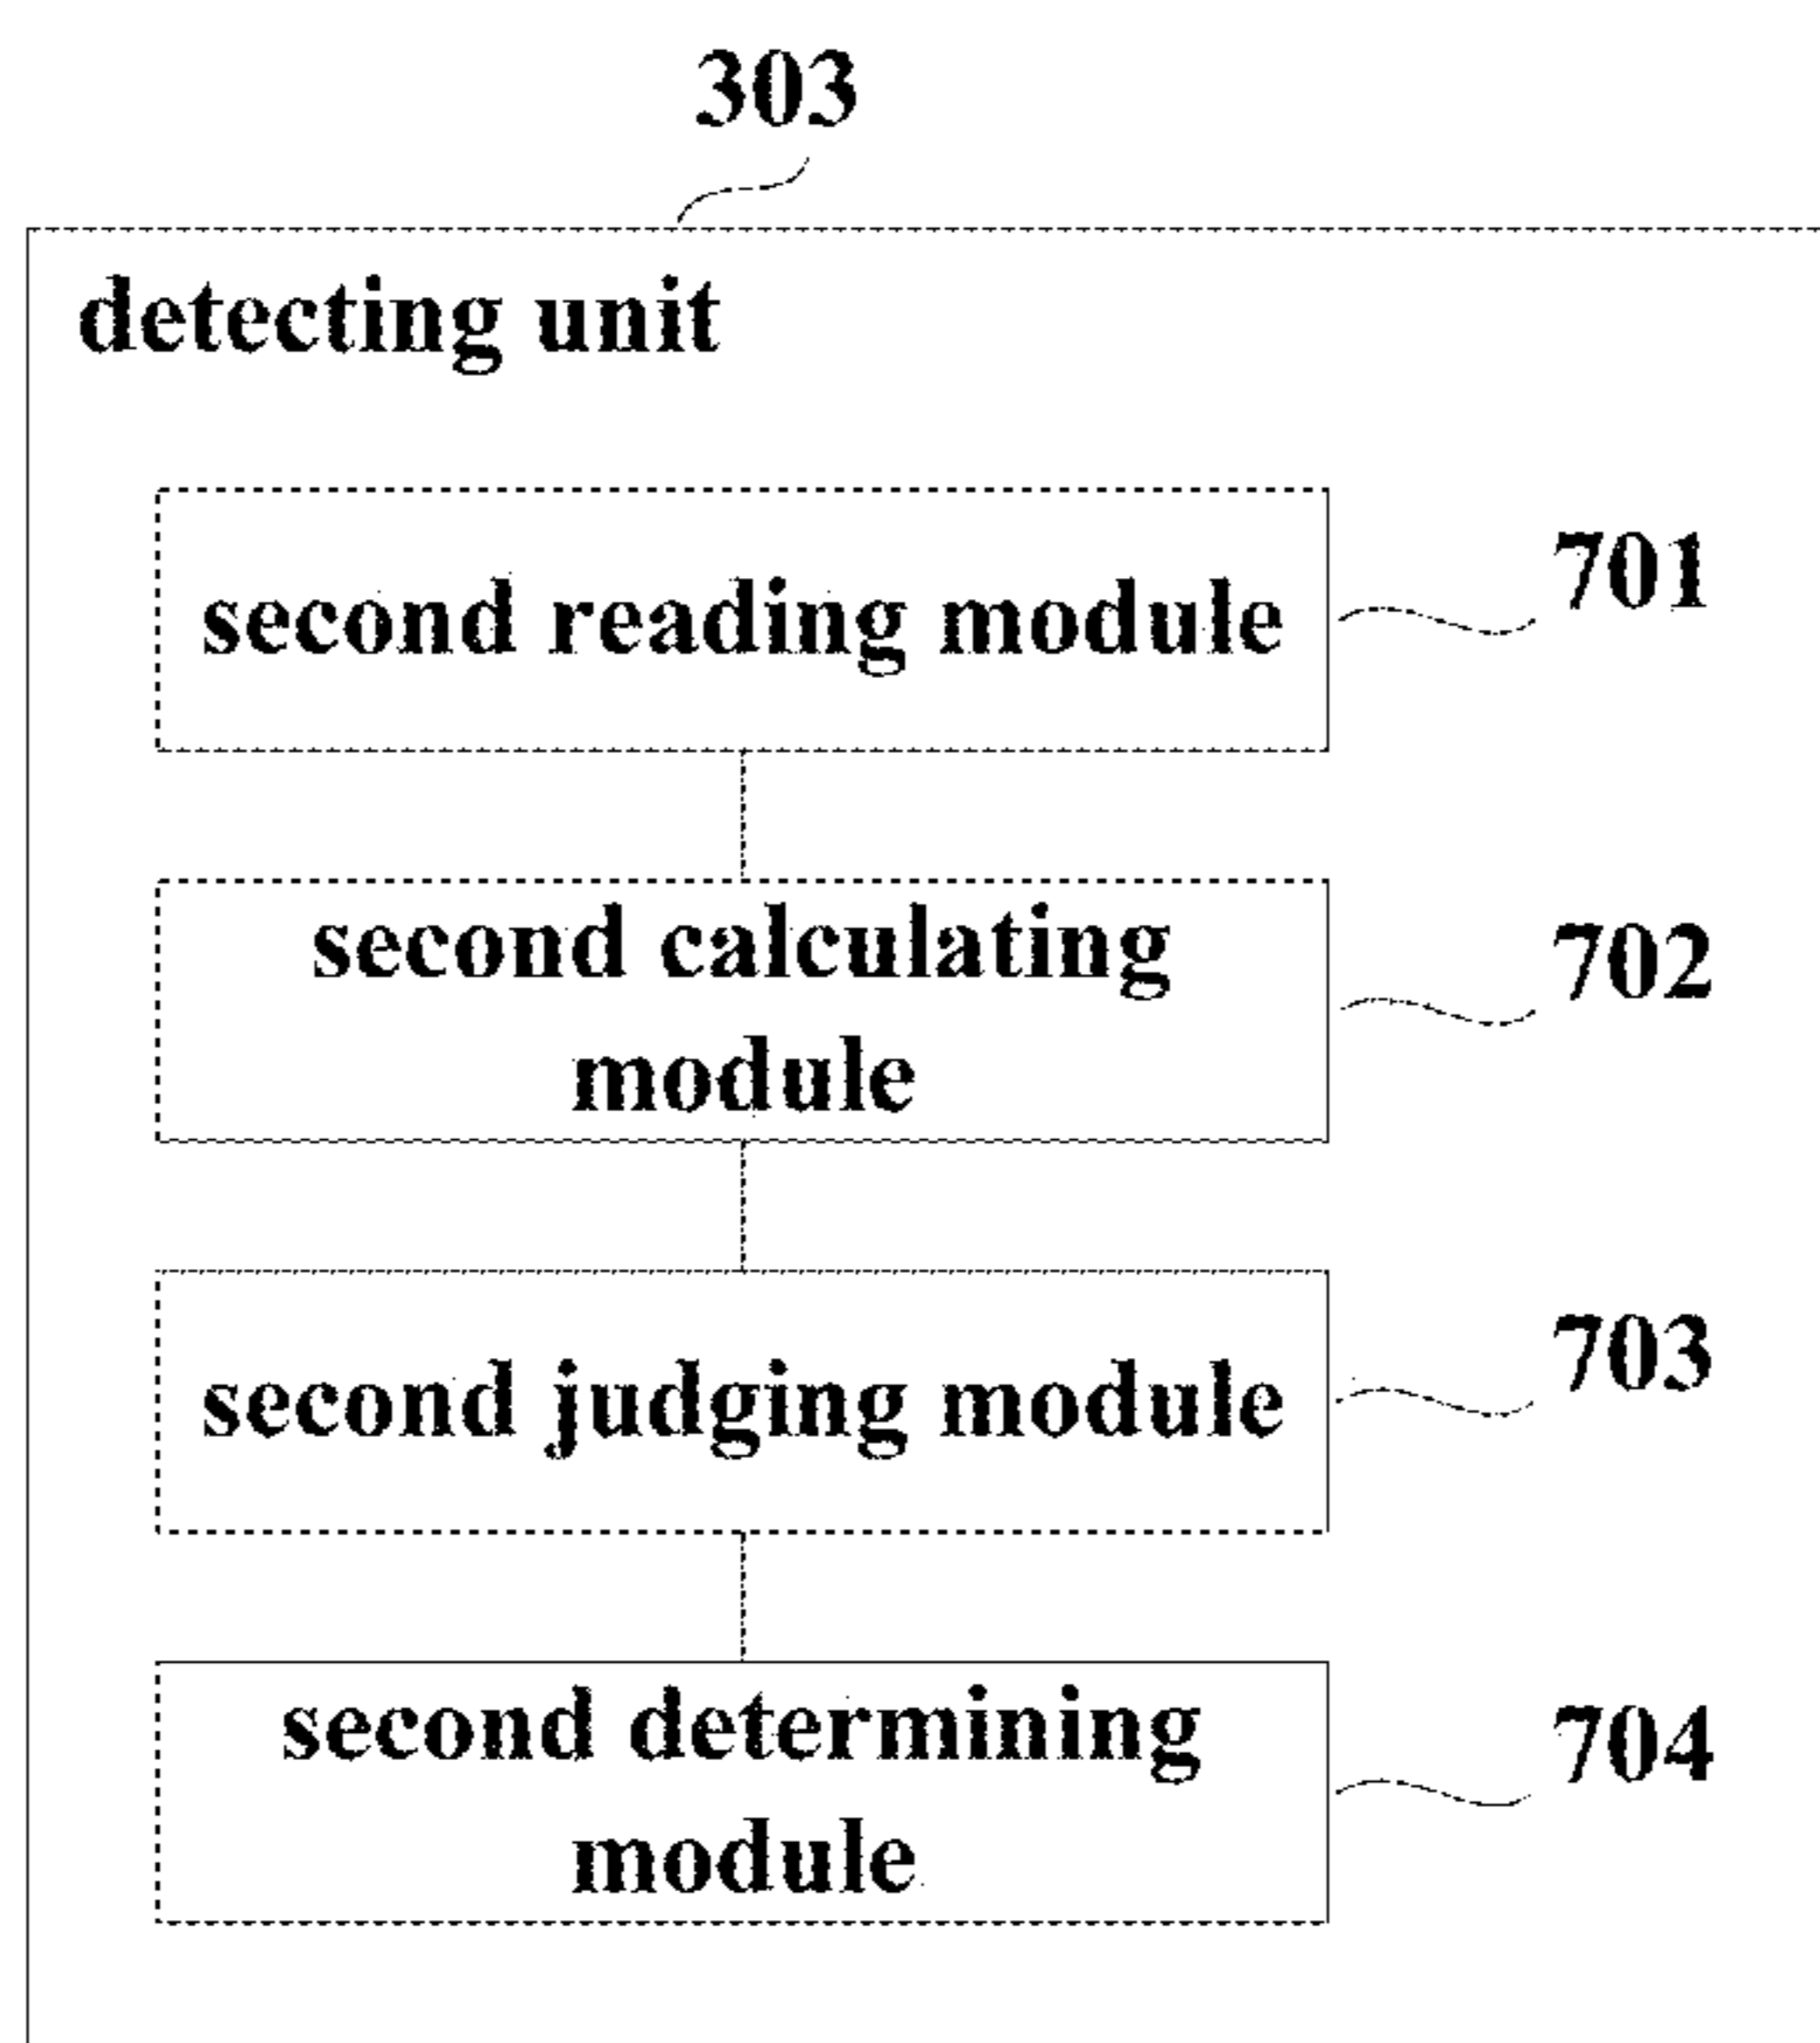 303
detecting unit
second reading module
701
second calculating
module
702
second judging module
703
second determining
module
704